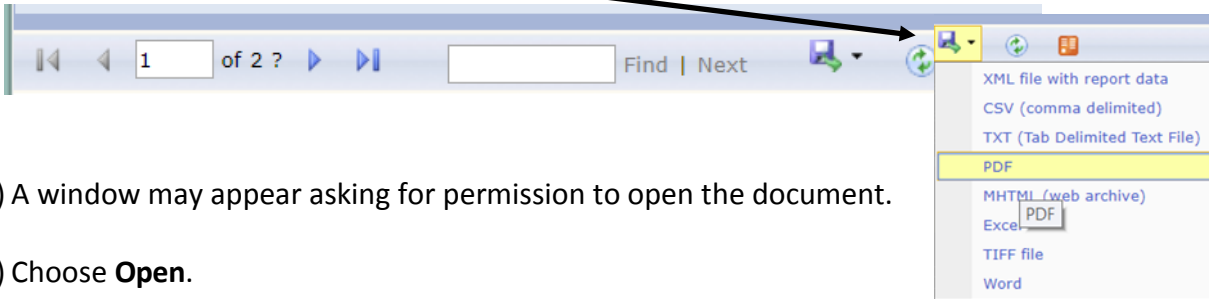 1 of 2 ? Find | Next
XML file with report data
CSV (comma delimited)
TXT (Tab Delimited Text File)
PDF
MHTML (web archive)
PDF
TIFF file
Word
) A window may appear asking for permission to open the document.
) Choose Open.